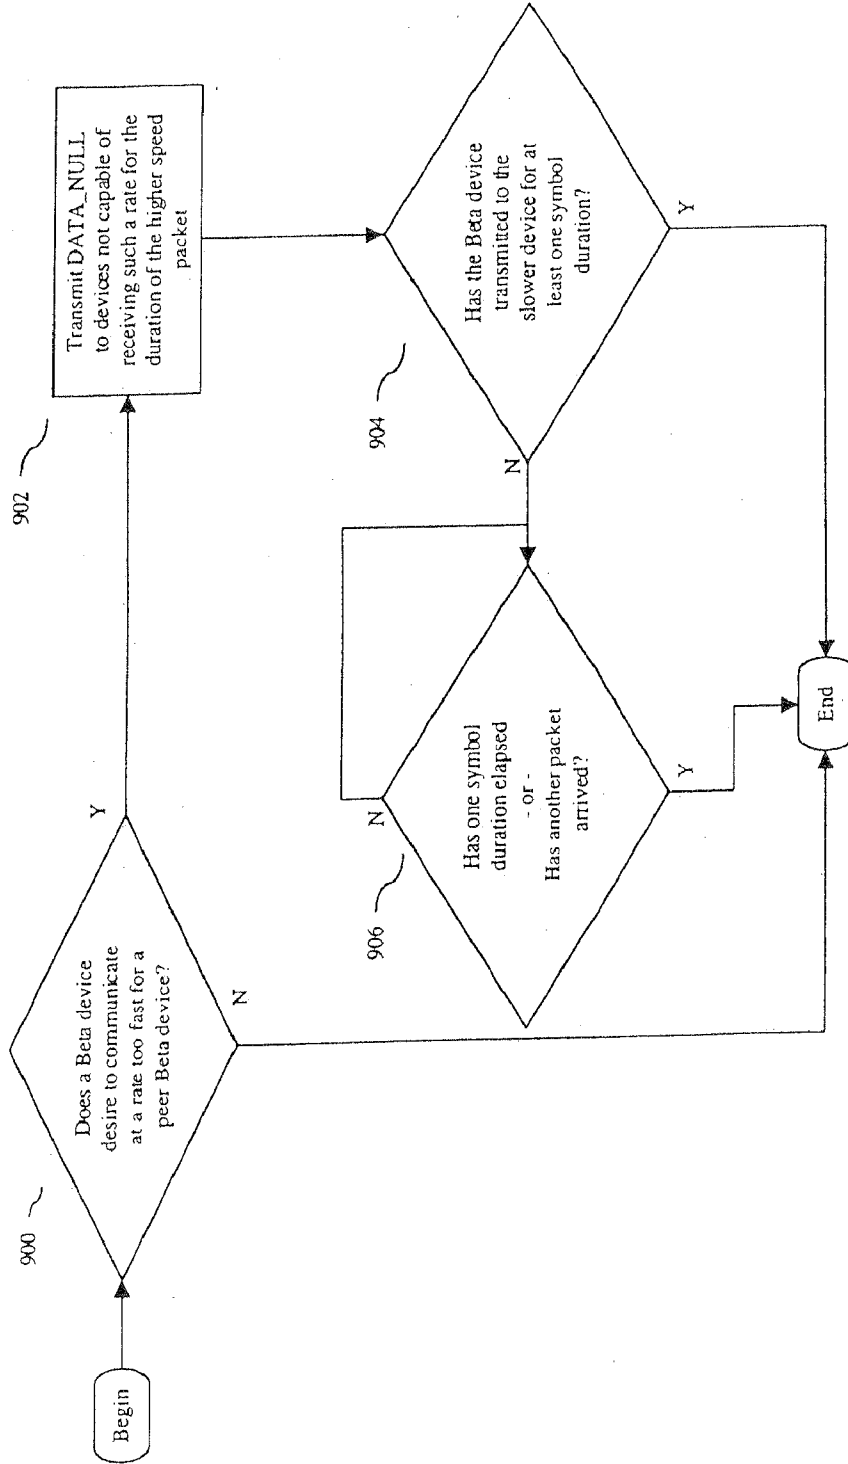 Begin
900
Does a Beta device
desire to communicate
at a rate too fast for a
peer Beta device?
Y
N
902
Transmit DATA_NULL
to devices not capable of
receiving such a rate for the
duration of the higher speed
packet
904
Has the Beta device
transmitted to the
slower device for at
least one symbol
duration?
N
Y
906
Has one symbol
duration elapsed
- or -
Has another packet
arrived?
N
Y
End